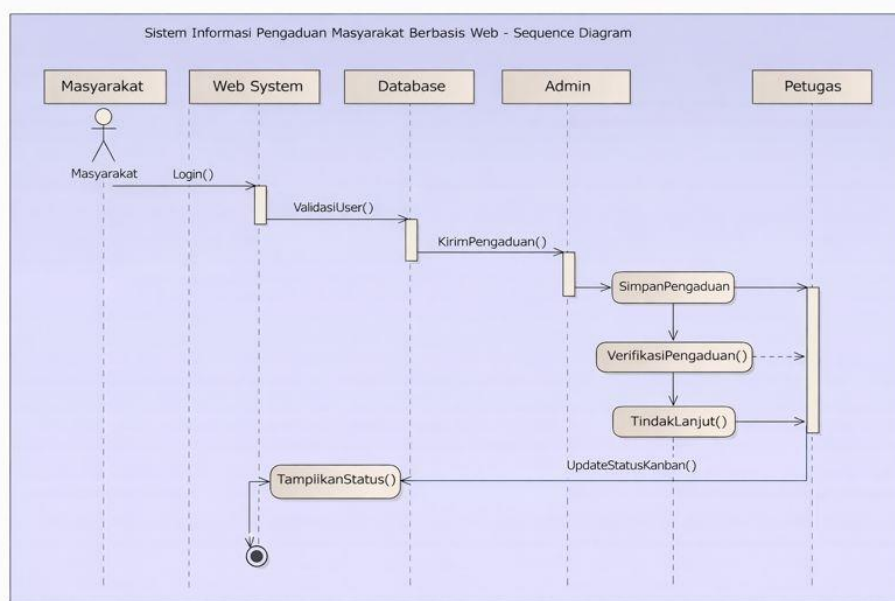 Sistem Informasi Pengaduan Masyarakat Berbasis Web - Sequence Diagram
Masyarakat
Web System
Database
Admin
Petugas
Masyarakat
Login()
ValidasiUser()
KirimPengaduan()
SimpanPengaduan
VerifikasiPengaduan()
TindakLanjut()
UpdateStatusKanban()
TamplikanStatus()